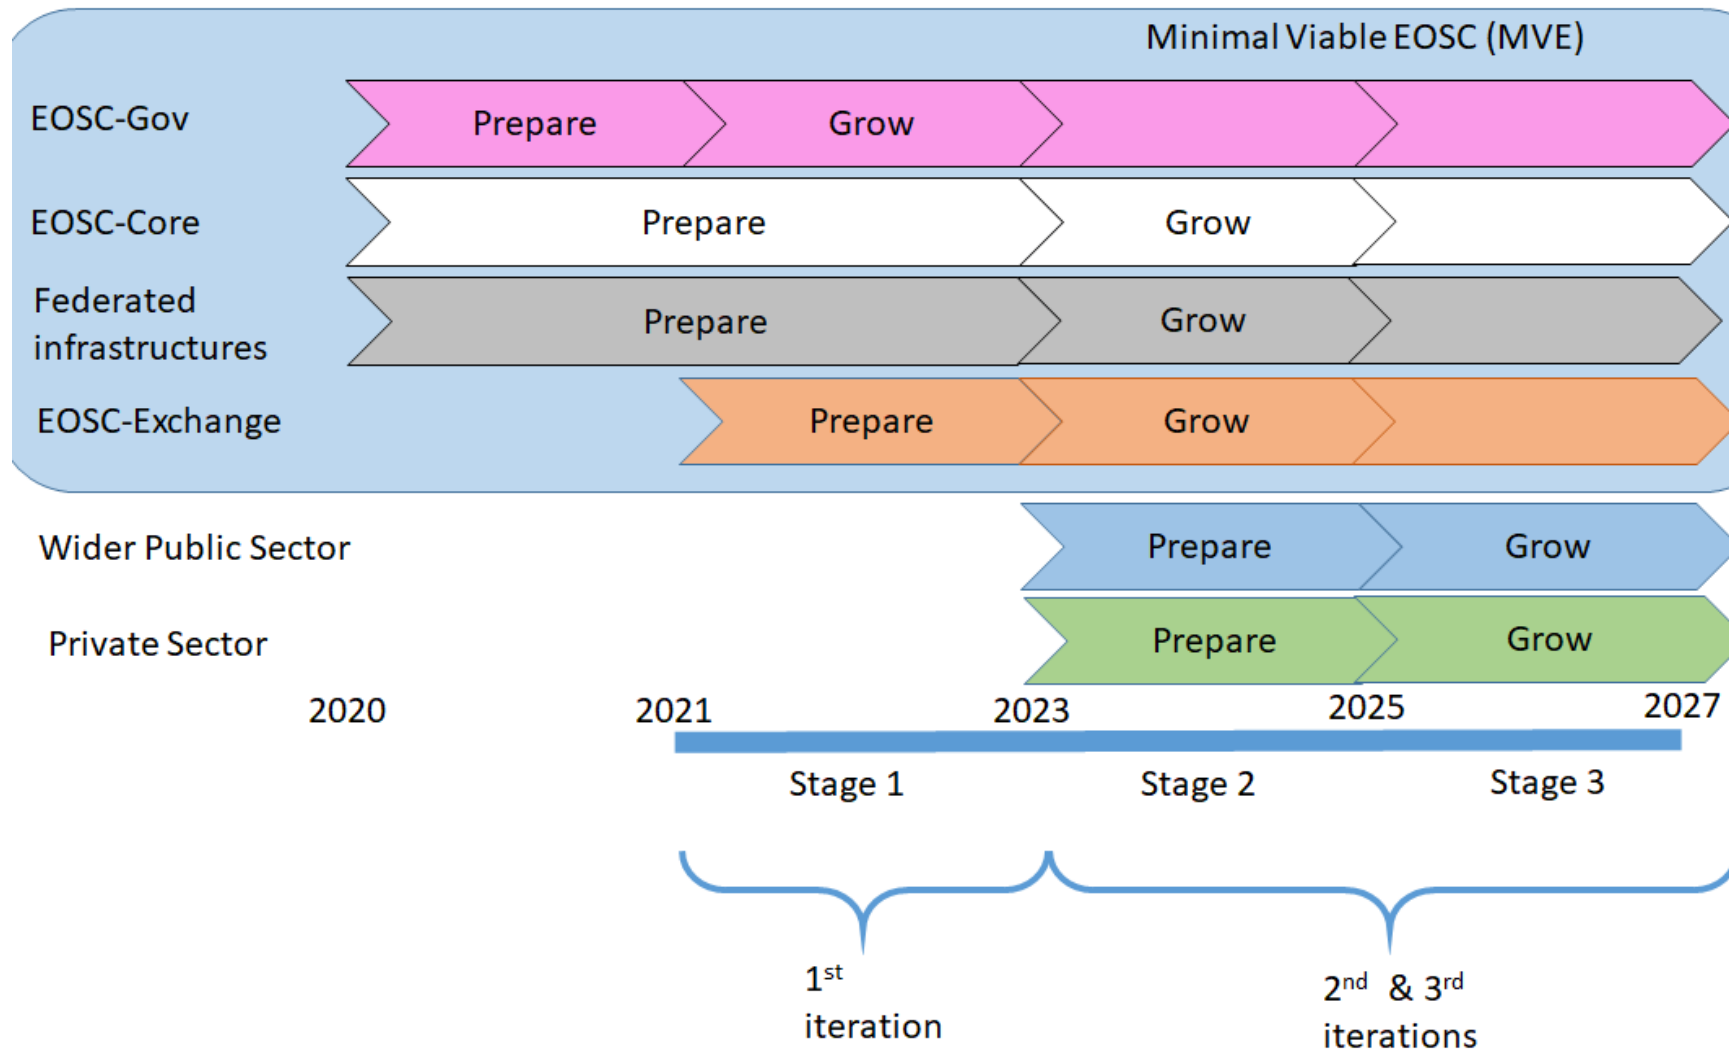 Minimal Viable EOSC (MVE)
EOSC-Gov
Prepare
Grow
EOSC-Core
Prepare
Grow
Federated
infrastructures
Prepare
Grow
EOSC-Exchange
Prepare
Grow
Wider Public Sector
Prepare
Grow
Private Sector
Prepare
Grow
2020
2021
2023
2025
2027
Stage 1
Stage 2
Stage 3
1st
iteration
2nd & 3rd
iterations